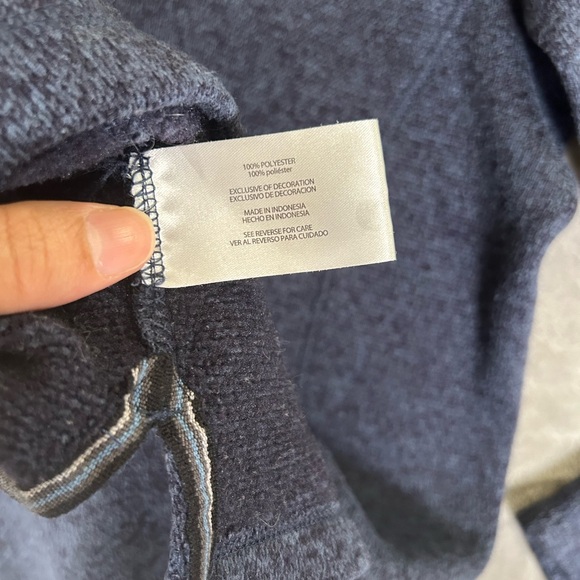 100% POLYESTER
100% poliéster
EXCLUSIVE OF DECORATION
EXCLUSIVO DE DECORACION
MADE IN INDONESIA
HECHO EN INDONESIA
SEE REVERSE FOR CARE
VER AL REVERSO PARA CUIDADO